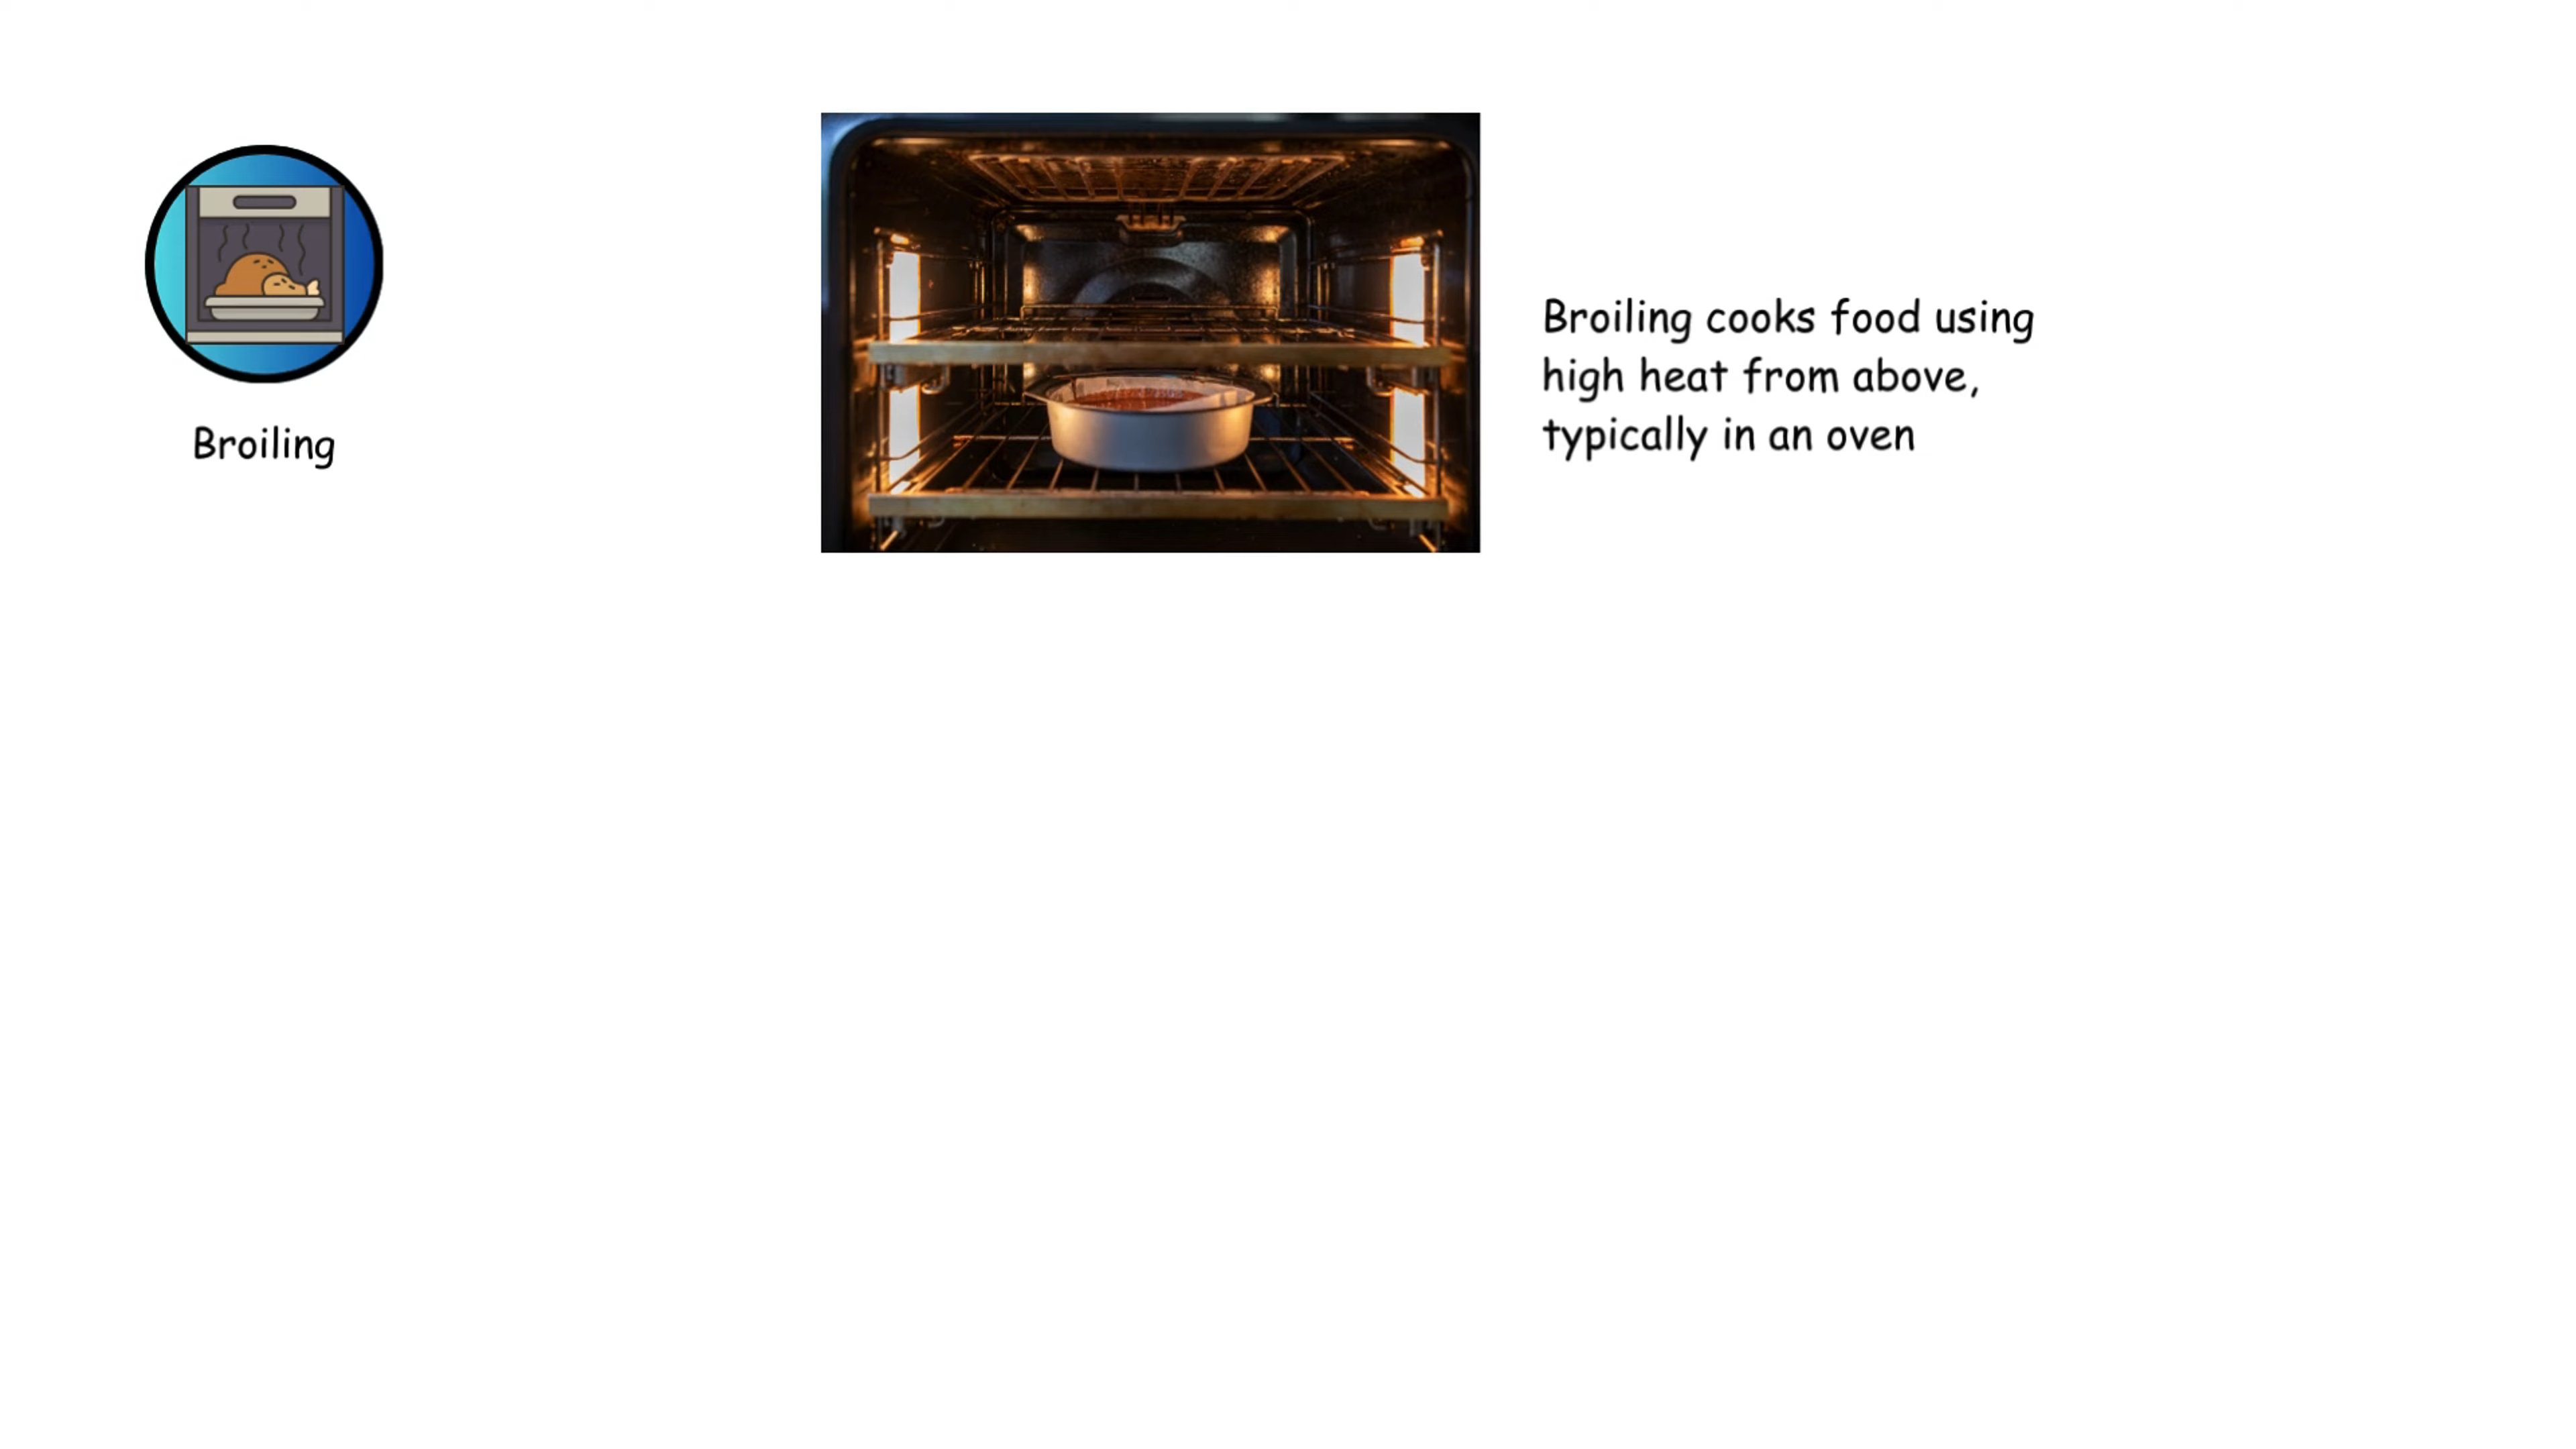 Broiling
Broiling cooks food using
high heat from above,
typically in an oven